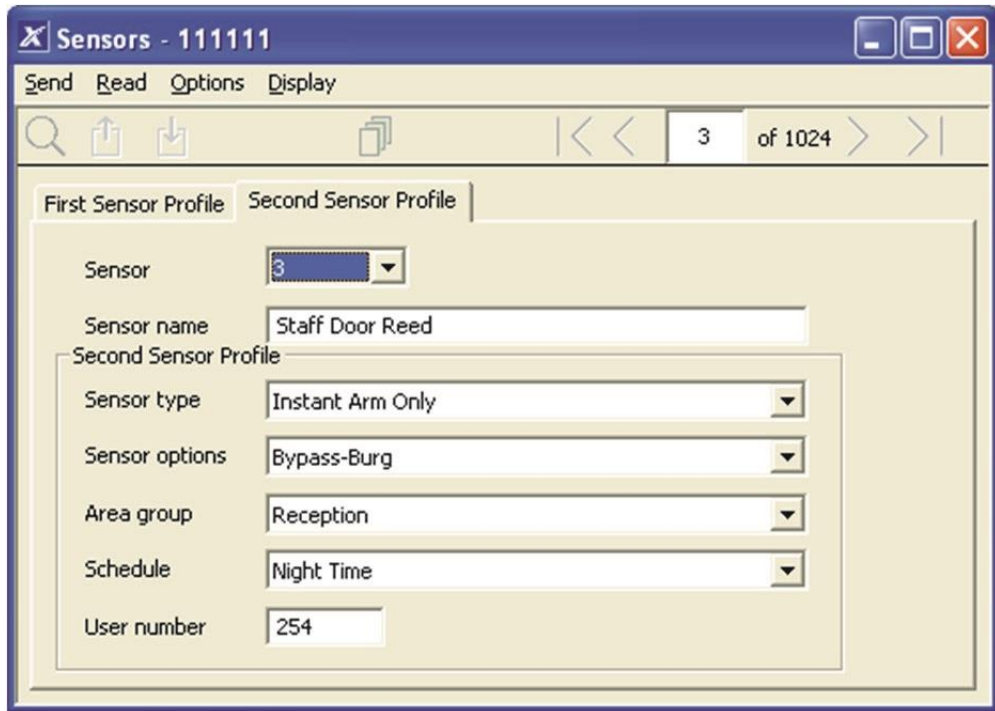 Sensors - 111111
Send Read Options Display
3 of 1024
First Sensor Profile Second Sensor Profile
Sensor 3
Sensor name Staff Door Reed
Second Sensor Profile
Sensor type Instant Arm Only
Sensor options Bypass-Burg
Area group Reception
Schedule Night Time
User number 254